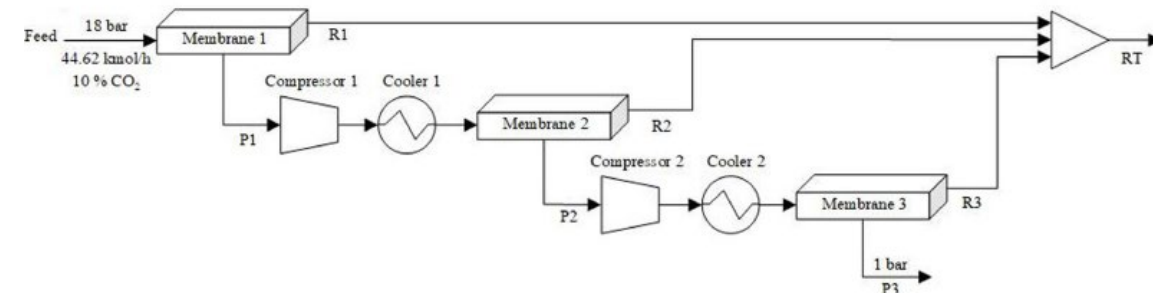 18 bar
Feed
44.62 kmol/h
10 % CO₂
Membrane 1
R1
RT
Compressor 1
Cooler 1
P1
Membrane 2
R2
Compressor 2
Cooler 2
P2
Membrane 3
R3
1 bar
P3